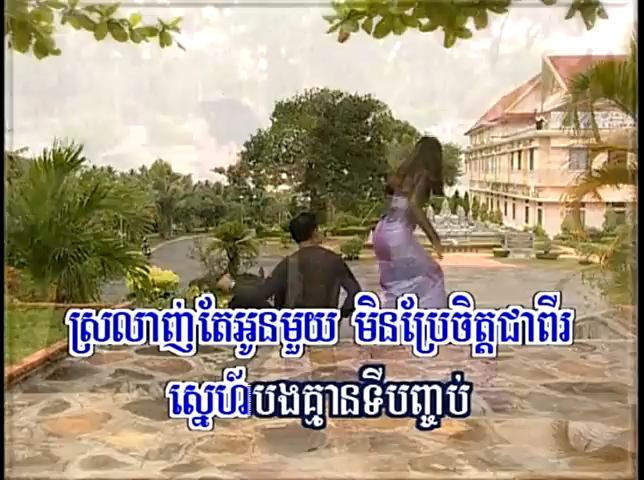 ស្រលាញ់តែអូនមួយ មិនប្រែចិត្តជាពីរ
ស្នេហ៍បងគ្មានទីបញ្ចប់